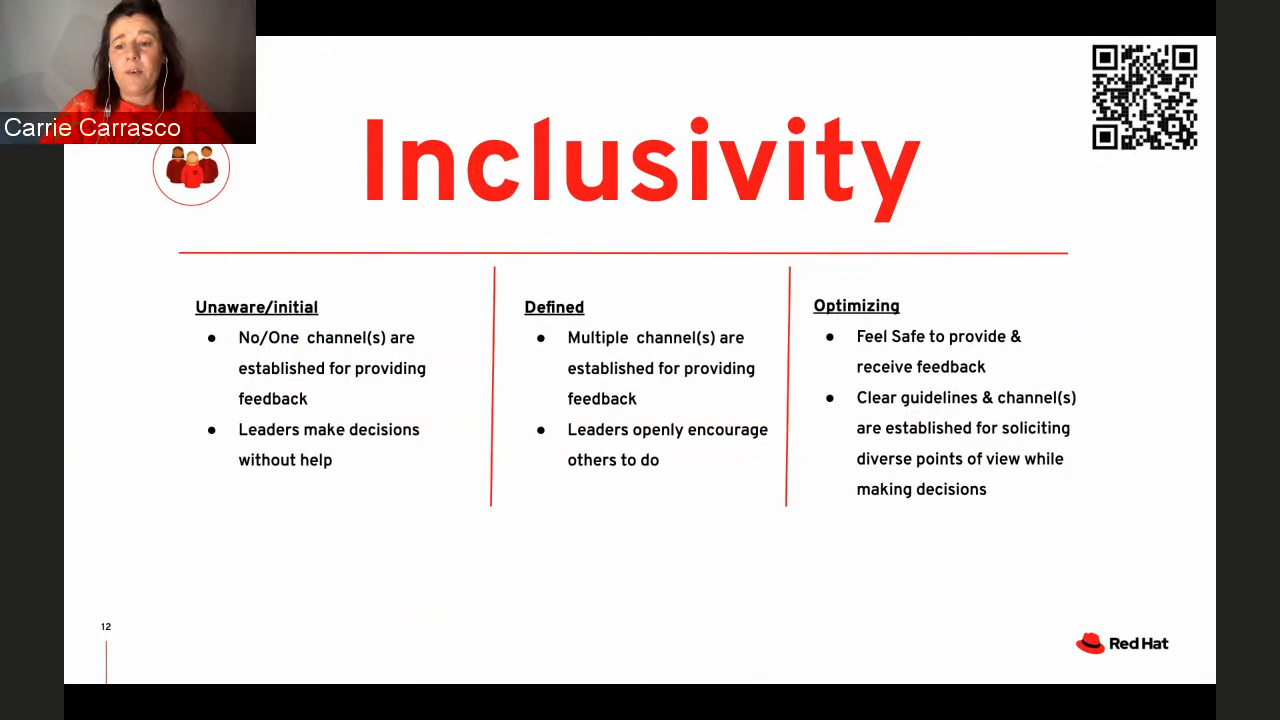 Carrie Carrasco
Inclusivity
Unaware/initial
● No/One channel(s) are
established for providing
feedback
● Leaders make decisions
without help
Defined
● Multiple channel(s) are
established for providing
feedback
● Leaders openly encourage
others to do
Optimizing
● Feel Safe to provide &
receive feedback
● Clear guidelines & channel(s)
are established for soliciting
diverse points of view while
making decisions
12
Red Hat